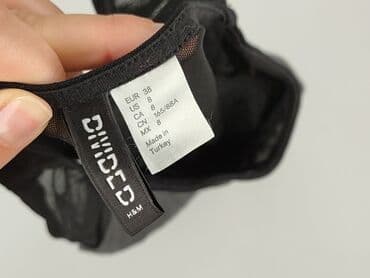 EUR 38
US 8
CA 8
CN 165/88A
MX 8
Made in
Turkey
DIVIDED
H&M